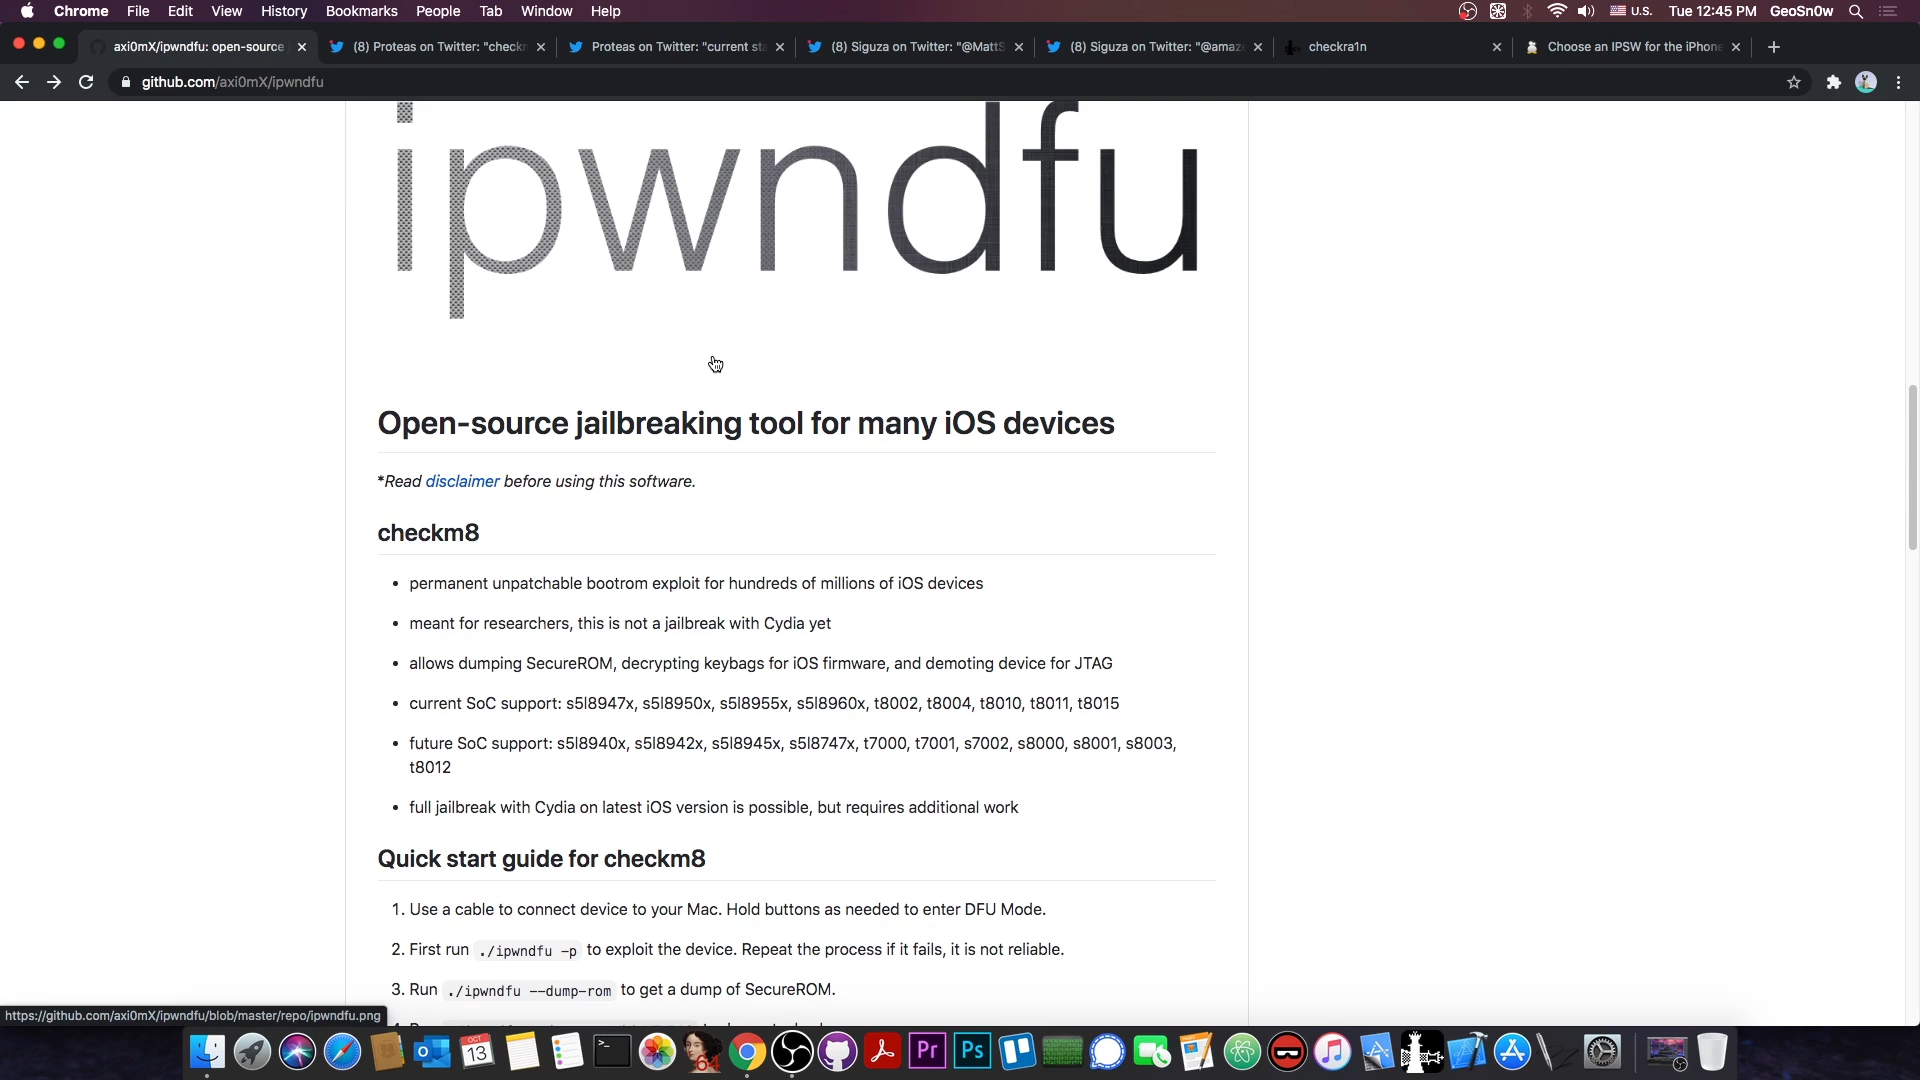 Chrome File Edit View History Bookmarks People Tab Window Help U.S. Tue 12:45 PM GeoSn0w
axi0mX/ipwndfu: open-source (8) Proteas on Twitter: "checkr Proteas on Twitter: "current sta (8) Siguza on Twitter: "@MattS (8) Siguza on Twitter: "@amaz checkra1n Choose an IPSW for the iPhone
github.com/axi0mX/ipwndfu
ipwndfu
Open-source jailbreaking tool for many iOS devices
*Read disclaimer before using this software.
checkm8
• permanent unpatchable bootrom exploit for hundreds of millions of iOS devices
• meant for researchers, this is not a jailbreak with Cydia yet
• allows dumping SecureROM, decrypting keybags for iOS firmware, and demoting device for JTAG
• current SoC support: s5l8947x, s5l8950x, s5l8955x, s5l8960x, t8002, t8004, t8010, t8011, t8015
• future SoC support: s5l8940x, s5l8942x, s5l8945x, s5l8747x, t7000, t7001, s7002, s8000, s8001, s8003,
t8012
• full jailbreak with Cydia on latest iOS version is possible, but requires additional work
Quick start guide for checkm8
1. Use a cable to connect device to your Mac. Hold buttons as needed to enter DFU Mode.
2. First run ./ipwndfu -p to exploit the device. Repeat the process if it fails, it is not reliable.
3. Run ./ipwndfu --dump-rom to get a dump of SecureROM.
https://github.com/axi0mX/ipwndfu/blob/master/repo/ipwndfu.png
OCT 13 64 Pr Ps